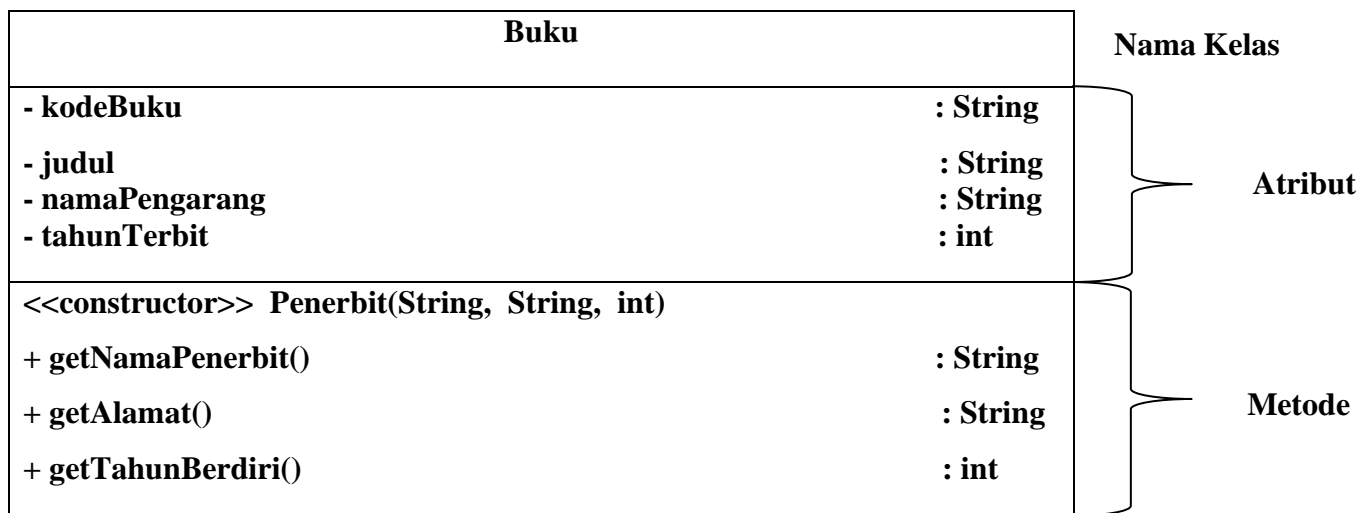 Buku
Nama Kelas
- kodeBuku : String
- judul : String
- namaPengarang : String
- tahunTerbit : int
Atribut
<<constructor>> Penerbit(String, String, int)
+ getNamaPenerbit() : String
+ getAlamat() : String
+ getTahunBerdiri() : int
Metode